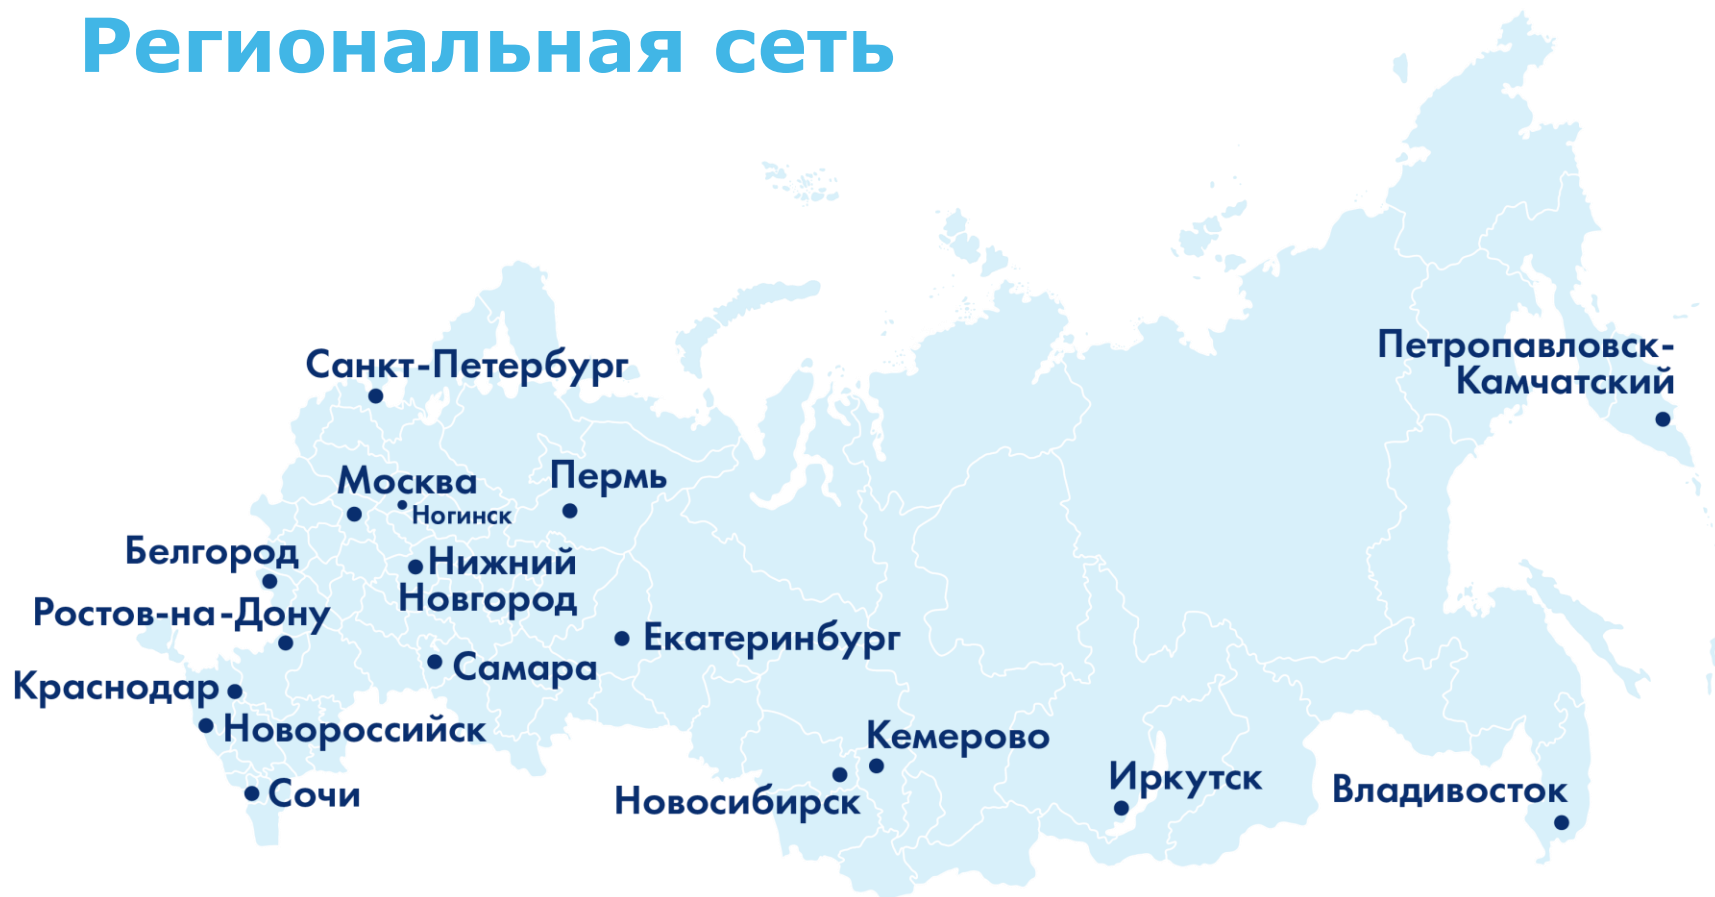 Региональная сеть
Петропавловск-
Камчатский
Санкт-Петербург
Москва
Пермь
Ногинск
Белгород
Нижний
Новгород
Ростов-на-Дону
Екатеринбург
Самара
Краснодар
Новороссийск
Кемерово
Иркутск
Сочи
Новосибирск
Владивосток